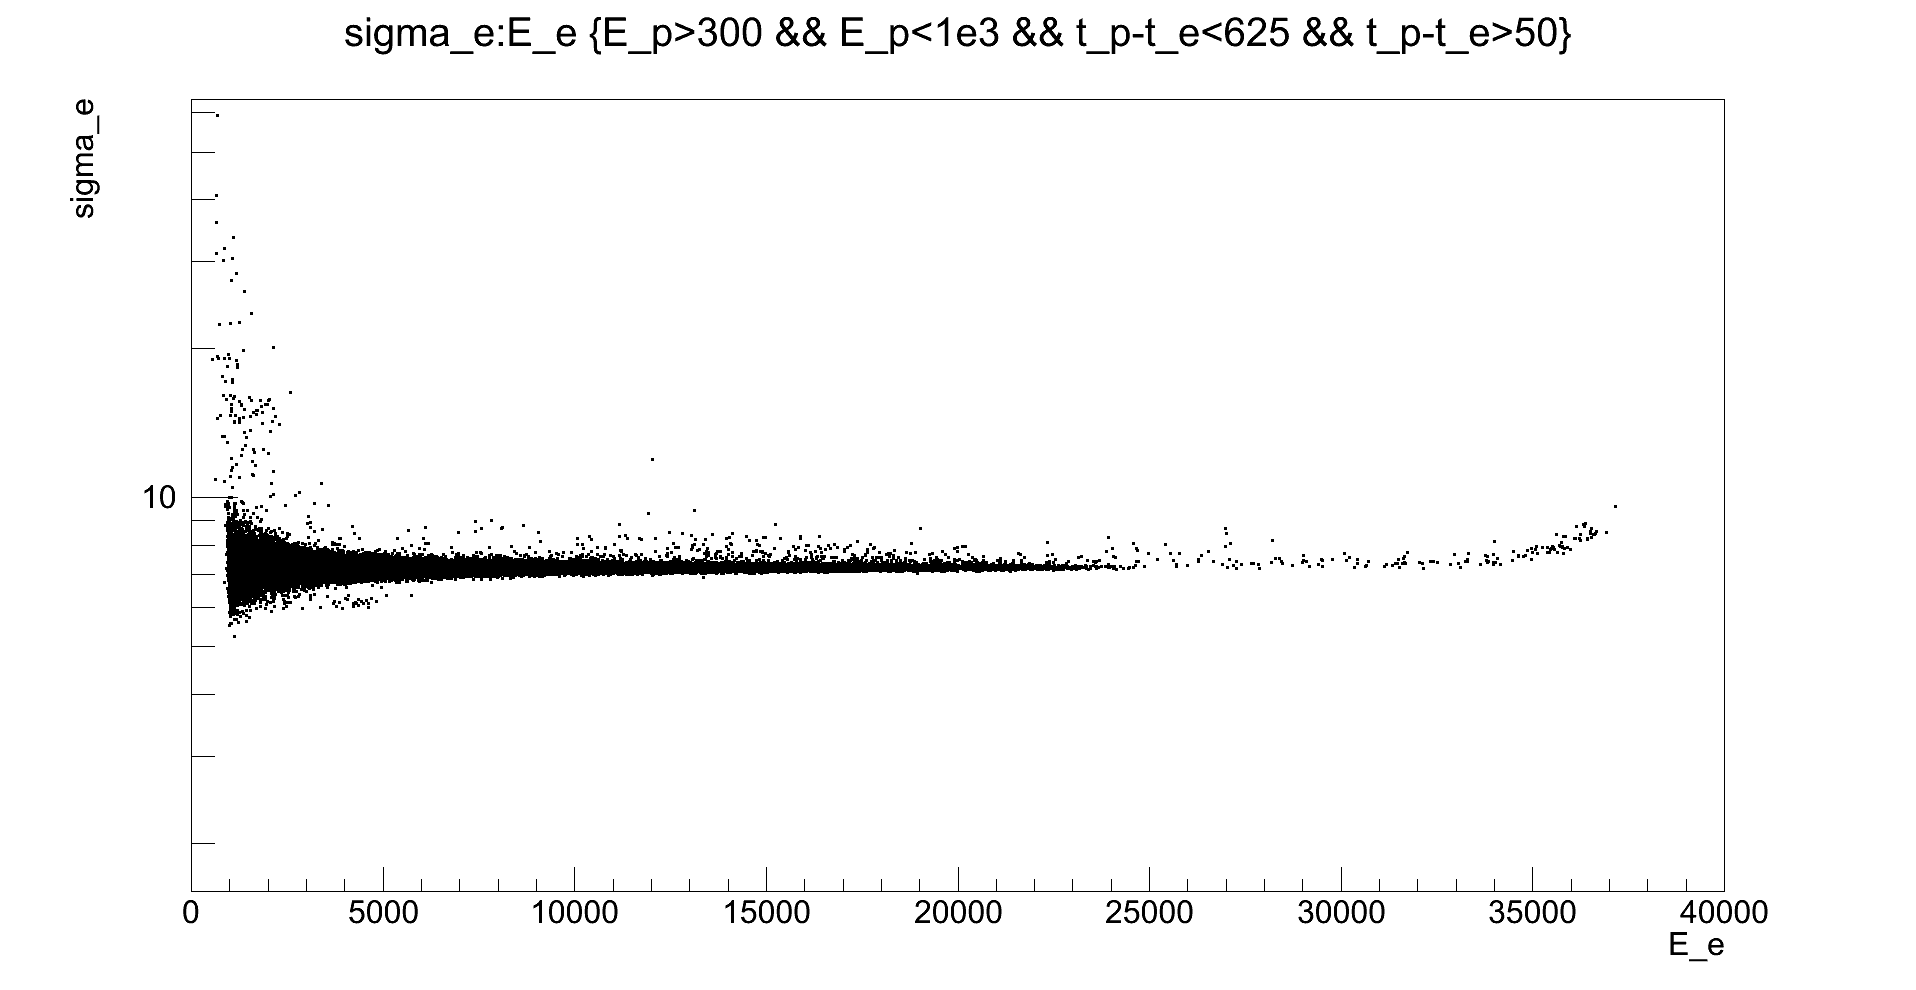 sigma_e:E_e {E_p>300 && E_p<1e3 && t_p-t_e<625 && t_p-t_e>50}
sigma_e
10
0 5000 10000 15000 20000 25000 30000 35000 40000
E_e